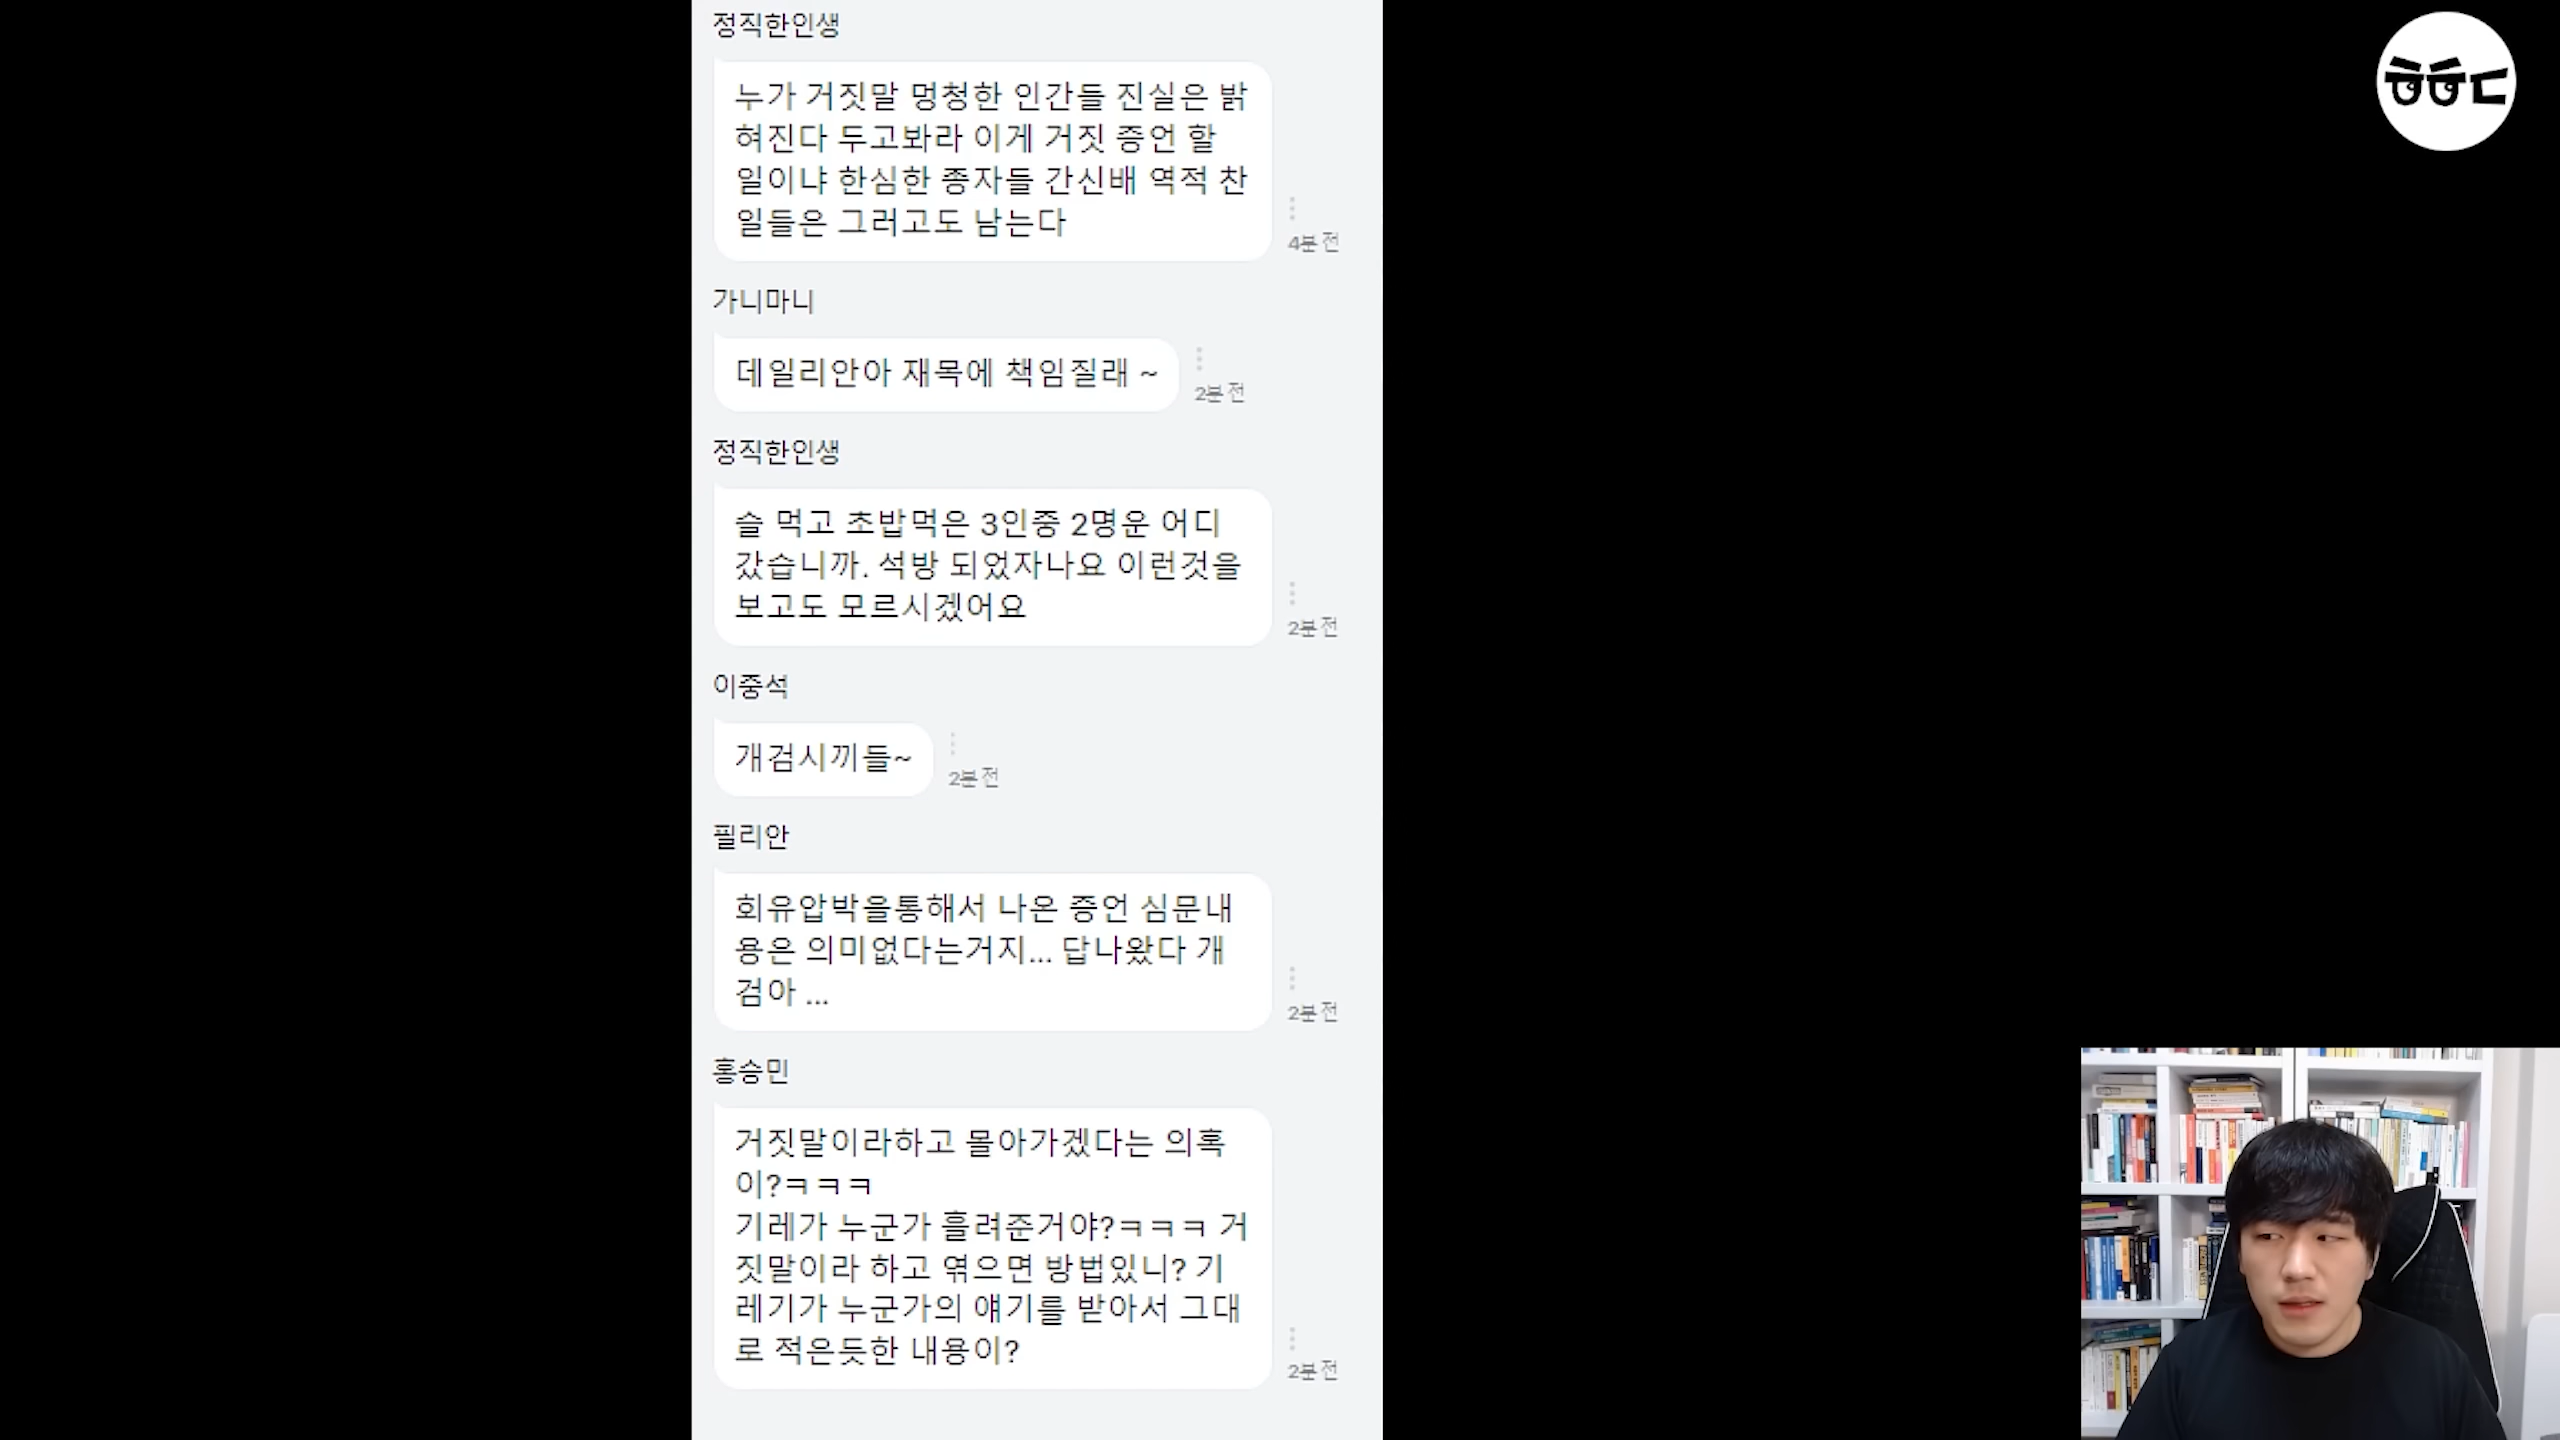 정직한인생
누가 거짓말 멍청한 인간들 진실은 밝
혀진다 두고봐라 이게 거짓 증언 할
일이냐 한심한 종자들 간신배 역적 찬
일들은 그러고도 남는다
4분 전
가니마니
데일리안아 재목에 책임질래 ~
2분 전
정직한인생
슬 먹고 초밥먹은 3인중 2명운 어디
갔습니까. 석방 되었자나요 이런것을
보고도 모르시겠어요
2분 전
이중석
개검시끼들~
2분 전
필리안
회유압박을통해서 나온 증언 심문내
용은 의미없다는거지... 답나왔다 개
검아 ...
2분 전
홍승민
거짓말이라하고 몰아가겠다는 의혹
이?ㅋㅋㅋ
기레가 누군가 흘려준거야?ㅋㅋㅋ 거
짓말이라 하고 엮으면 방법있니? 기
레기가 누군가의 얘기를 받아서 그대
로 적은듯한 내용이?
2분 전
ㅎㅎㄷ